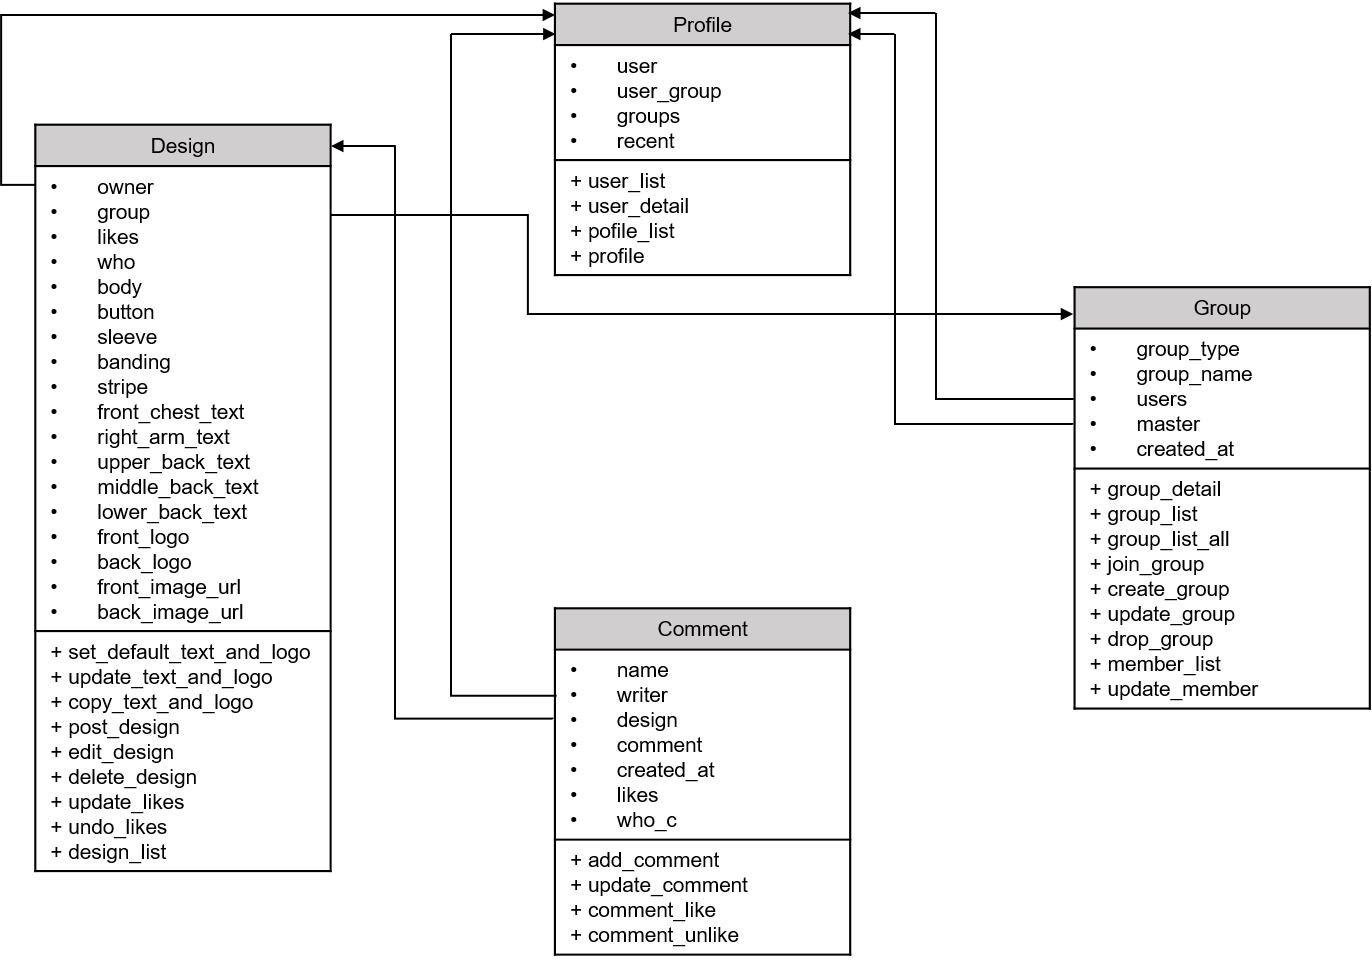 Profile
• user
• user_group
• groups
• recent
+ user_list
+ user_detail
+ pofile_list
+ profile
Design
• owner
• group
• likes
• who
• body
• button
• sleeve
• banding
• stripe
• front_chest_text
• right_arm_text
• upper_back_text
• middle_back_text
• lower_back_text
• front_logo
• back_logo
• front_image_url
• back_image_url
+ set_default_text_and_logo
+ update_text_and_logo
+ copy_text_and_logo
+ post_design
+ edit_design
+ delete_design
+ update_likes
+ undo_likes
+ design_list
Group
• group_type
• group_name
• users
• master
• created_at
+ group_detail
+ group_list
+ group_list_all
+ join_group
+ create_group
+ update_group
+ drop_group
+ member_list
+ update_member
Comment
• name
• writer
• design
• comment
• created_at
• likes
• who_c
+ add_comment
+ update_comment
+ comment_like
+ comment_unlike